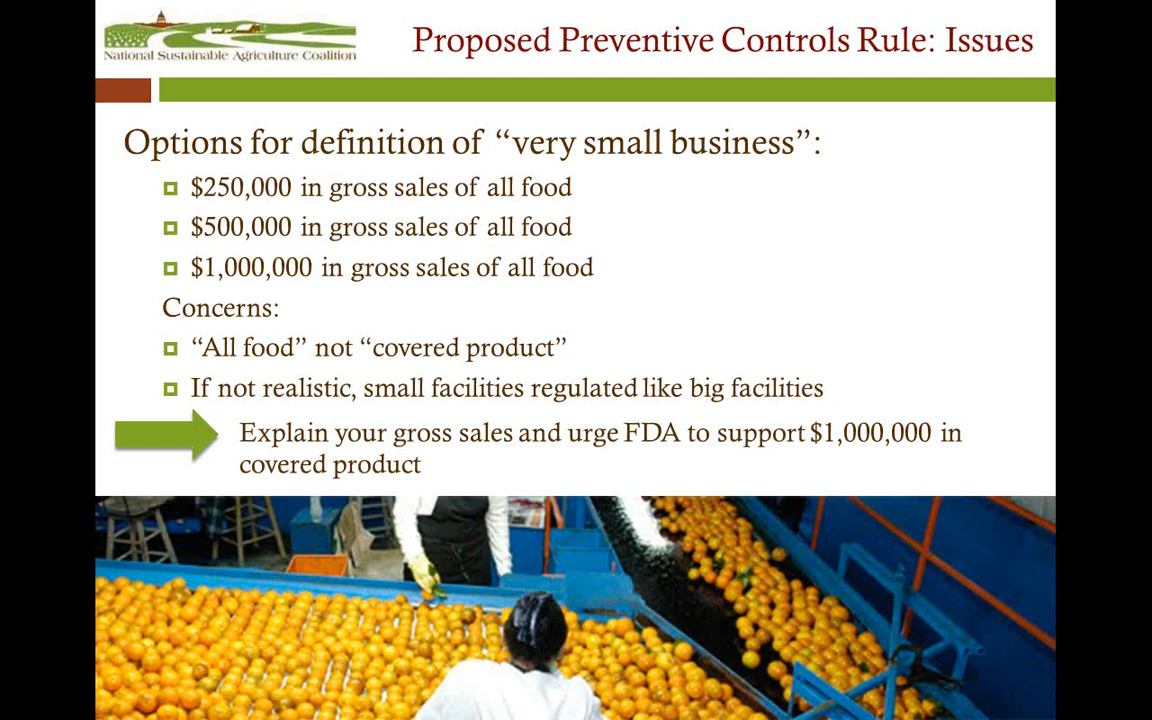 National Sustainable Agriculture Coalition
Proposed Preventive Controls Rule: Issues
Options for definition of “very small business”:
$250,000 in gross sales of all food
$500,000 in gross sales of all food
$1,000,000 in gross sales of all food
Concerns:
“All food” not “covered product”
If not realistic, small facilities regulated like big facilities
Explain your gross sales and urge FDA to support $1,000,000 in
covered product